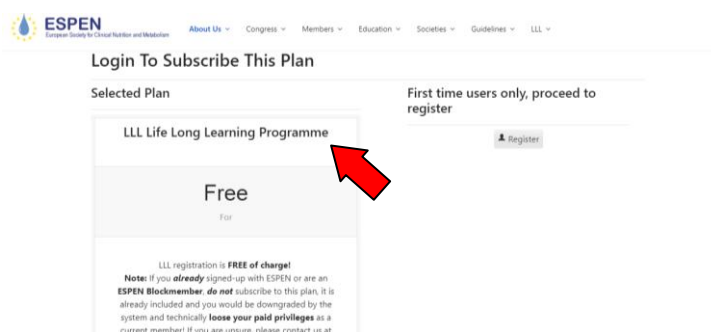 ESPEN
European Society for Clinical Nutrition and Metabolism
About Us Congress Members Education Societies Guidelines LLL
Login To Subscribe This Plan
Selected Plan
First time users only, proceed to
register
LLL Life Long Learning Programme
Register
Free
For
LLL registration is FREE of charge!
Note: If you already signed-up with ESPEN or are an
ESPEN Blockmember, do not subscribe to this plan, it is
already included and you would be downgraded by the
system and technically loose your paid privileges as a
current member! If you are unsure, please contact us at